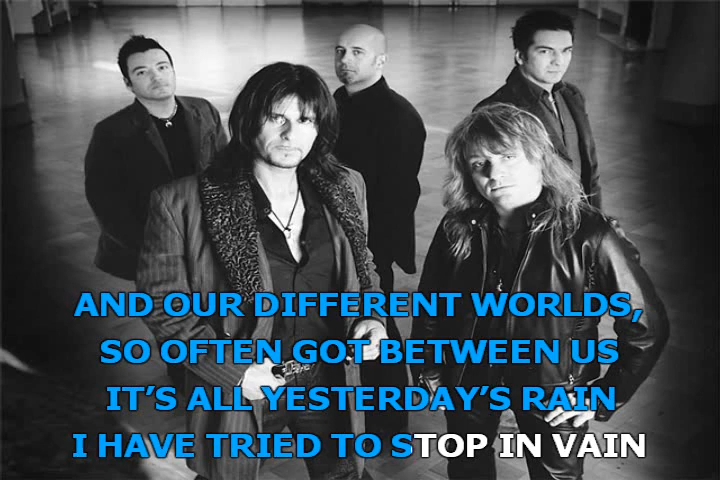 AND OUR DIFFERENT WORLDS,
SO OFTEN GOT BETWEEN US
IT’S ALL YESTERDAY’S RAIN
I HAVE TRIED TO STOP IN VAIN